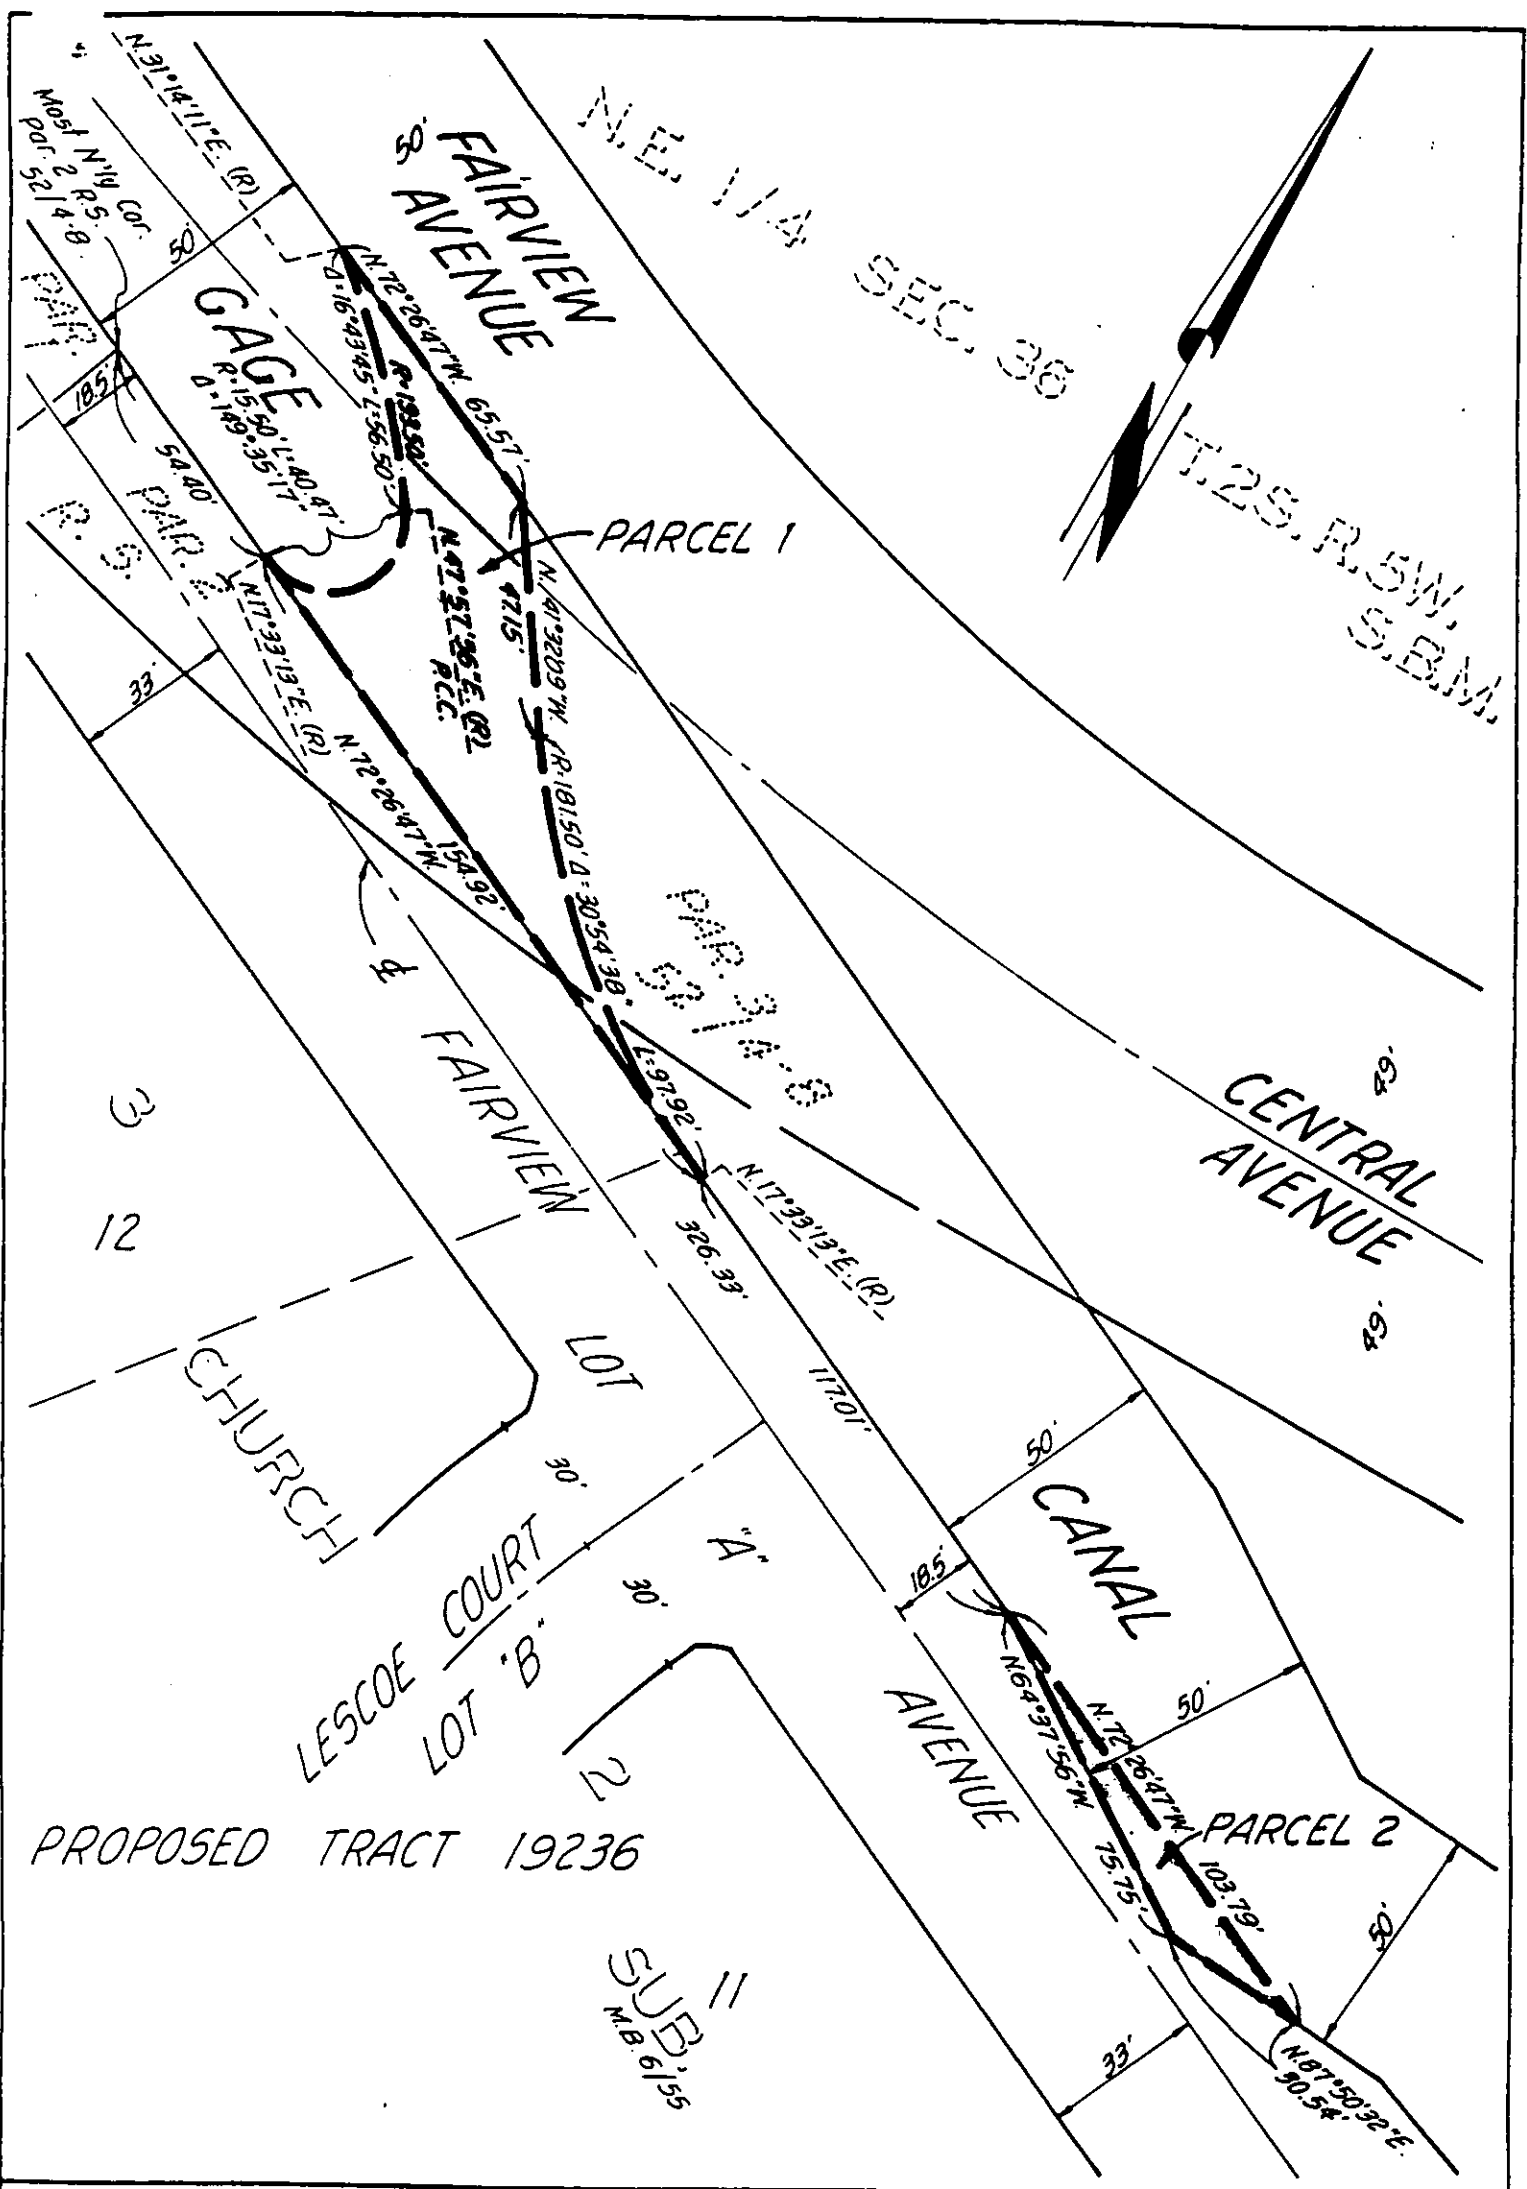 N.31°14'11"E. (R)
Most N'ly Cor.
Par. 2 R.S.
52/4-8
50'
FAIRVIEW
AVENUE
50'
N.E. 1/4 SEC. 36
T.2S. R.5W.
S.B.M.
PAR. 1
18.5'
GAGE
R=15.50' L=40.47'
Δ=149°35'17"
N.72°26'47"W. 65.57'
R=193.50'
Δ=16°43'45" L=56.50'
54.40'
PAR. 2
R. S.
PARCEL 1
N.41°32'09"W.
47.15'
N.47°57'56"E. (R)
P.C.C.
N17°33'13"E. (R)
33'
N.72°26'47"W. 154.92'
R=181.50' Δ=30°54'38"
L=97.92'
PAR. 3
52/4-8
℄
FAIRVIEW
3
12
N.17°33'13"E. (R)
326.33'
117.01'
CENTRAL
AVENUE
49'
49'
CHURCH
LOT
"A"
30'
30'
LESCOE COURT
LOT "B"
50'
CANAL
18.5'
AVENUE
N.64°37'56"W.
75.75'
N.72°26'47"W.
103.79'
50'
PARCEL 2
50'
N.87°50'32"E.
30.54'
33'
2
PROPOSED TRACT 19236
SUB.
M.B. 6/55
11